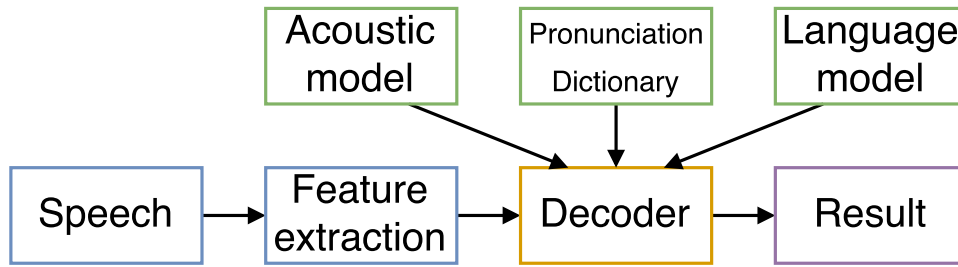 Acoustic
model
Pronunciation
Dictionary
Language
model
Speech
Feature
extraction
Decoder
Result